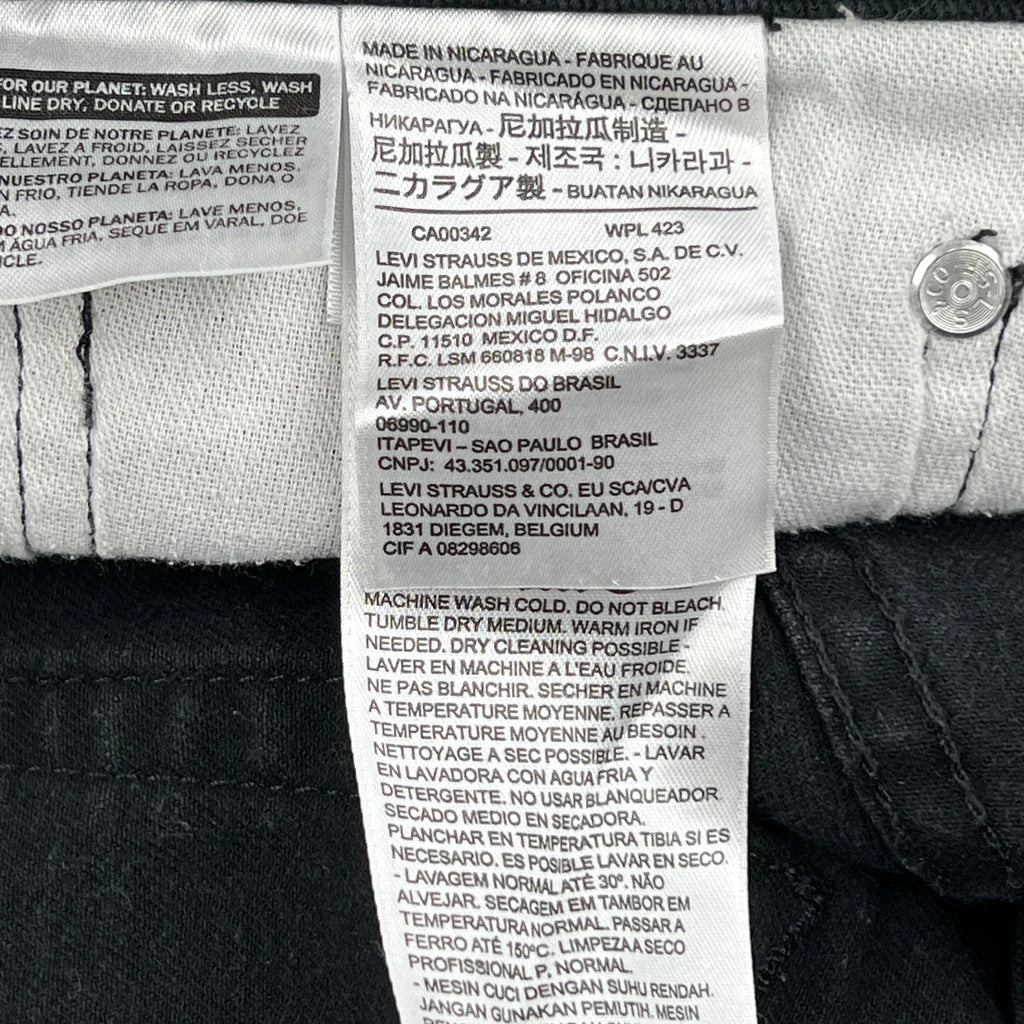 FOR OUR PLANET: WASH LESS, WASH
LINE DRY, DONATE OR RECYCLE
EZ SOIN DE NOTRE PLANETE: LAVEZ
S, LAVEZ A FROID, LAISSEZ SECHER
ELLEMENT, DONNEZ OU RECYCLEZ
NUESTRO PLANETA: LAVA MENOS,
N FRIO, TIENDE LA ROPA, DONA O
A.
DO NOSSO PLANETA: LAVE MENOS,
M ÁGUA FRIA, SEQUE EM VARAL, DOE
ICLE.
MADE IN NICARAGUA - FABRIQUE AU
NICARAGUA - FABRICADO EN NICARAGUA -
FABRICADO NA NICARÁGUA - СДЕЛАНО В
НИКАРАГУА - 尼加拉瓜制造 -
尼加拉瓜製 - 제조국 : 니카라과 -
ニカラグア製 - BUATAN NIKARAGUA
CA00342 WPL 423
LEVI STRAUSS DE MEXICO, S.A. DE C.V.
JAIME BALMES # 8 OFICINA 502
COL. LOS MORALES POLANCO
DELEGACION MIGUEL HIDALGO
C.P. 11510 MEXICO D.F.
R.F.C. LSM 660818 M-98 C.N.I.V. 3337
LEVI STRAUSS DO BRASIL
AV. PORTUGAL, 400
06990-110
ITAPEVI – SAO PAULO BRASIL
CNPJ: 43.351.097/0001-90
LEVI STRAUSS & CO. EU SCA/CVA
LEONARDO DA VINCILAAN, 19 - D
1831 DIEGEM, BELGIUM
CIF A 08298606
MACHINE WASH COLD. DO NOT BLEACH.
TUMBLE DRY MEDIUM. WARM IRON IF
NEEDED. DRY CLEANING POSSIBLE -
LAVER EN MACHINE A L'EAU FROIDE.
NE PAS BLANCHIR. SECHER EN MACHINE
A TEMPERATURE MOYENNE. REPASSER A
TEMPERATURE MOYENNE AU BESOIN .
NETTOYAGE A SEC POSSIBLE. - LAVAR
EN LAVADORA CON AGUA FRIA Y
DETERGENTE. NO USAR BLANQUEADOR.
SECADO MEDIO EN SECADORA.
PLANCHAR EN TEMPERATURA TIBIA SI ES
NECESARIO. ES POSIBLE LAVAR EN SECO.
- LAVAGEM NORMAL ATÉ 30º. NÃO
ALVEJAR. SECAGEM EM TAMBOR EM
TEMPERATURA NORMAL. PASSAR A
FERRO ATÉ 150ºC. LIMPEZA A SECO
PROFISSIONAL P, NORMAL.
- MESIN CUCI DENGAN SUHU RENDAH.
JANGAN GUNAKAN PEMUTIH. MESIN